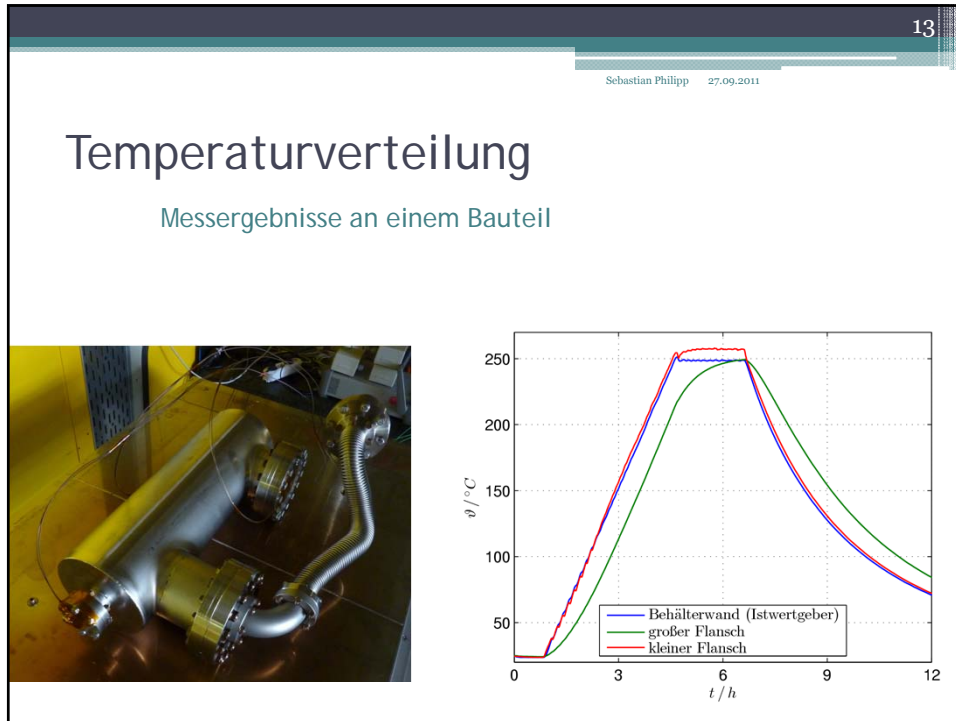 13
Sebastian Philipp 27.09.2011
Temperaturverteilung
Messergebnisse an einem Bauteil
250
200
150
100
50
ϑ / °C
Behälterwand (Istwertgeber)
großer Flansch
kleiner Flansch
0 3 6 9 12
t / h